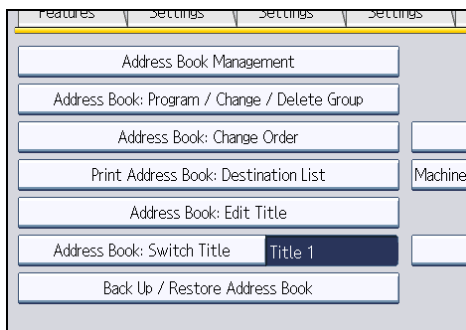 Features Settings Settings Settings
Address Book Management
Address Book: Program / Change / Delete Group
Address Book: Change Order
Print Address Book: Destination List Machine
Address Book: Edit Title
Address Book: Switch Title Title 1
Back Up / Restore Address Book